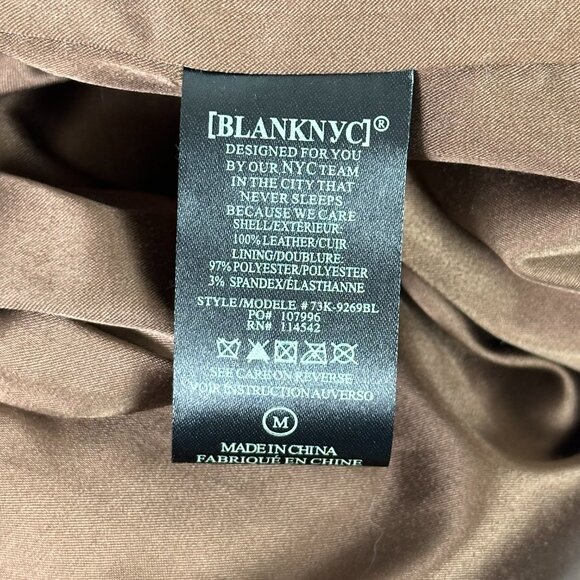 [BLANKNYC]®
DESIGNED FOR YOU
BY OUR NYC TEAM
IN THE CITY THAT
NEVER SLEEPS
BECAUSE WE CARE
SHELL/EXTÉRIEUR:
100% LEATHER/CUIR
LINING/DOUBLURE:
97% POLYESTER/POLYESTER
3% SPANDEX/ÉLASTHANNE
STYLE/MODELE #73K-9269BL
PO# 107996
RN# 114542
SEE CARE ON REVERSE
VOIR INSTRUCTION AU VERSO
M
MADE IN CHINA
FABRIQUÉ EN CHINE